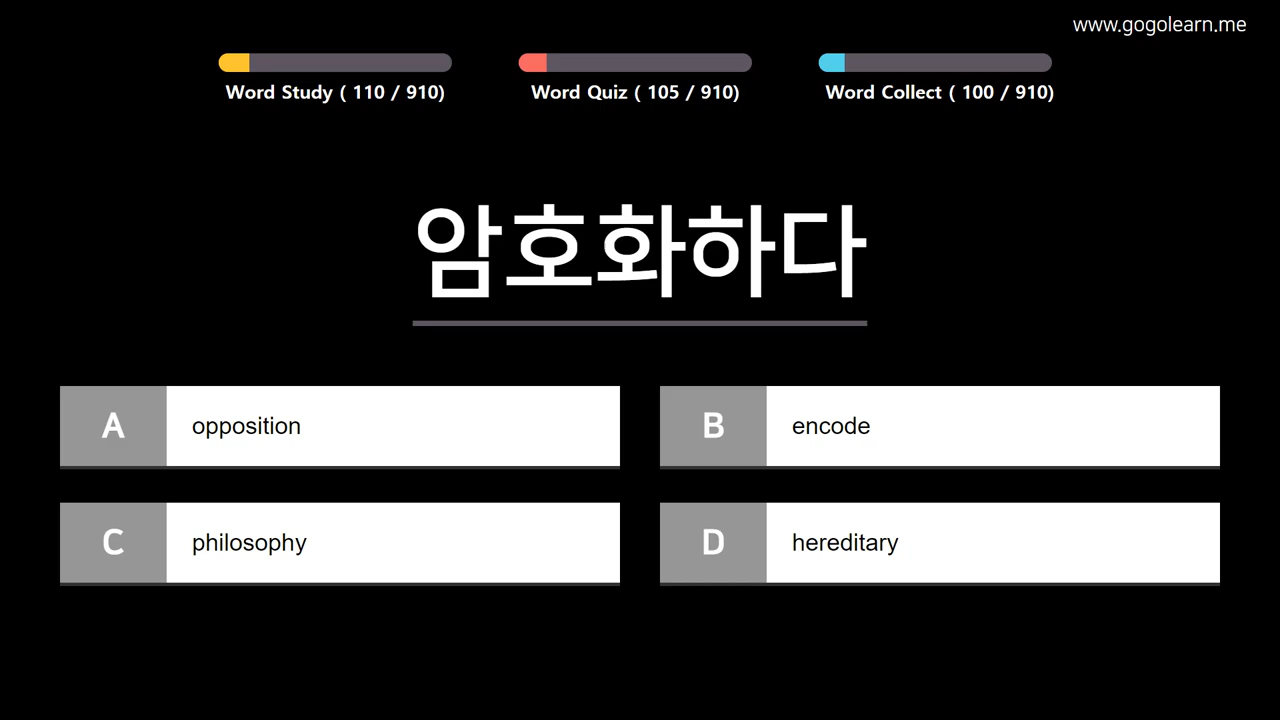 www.gogolearn.me
Word Study ( 110 / 910)
Word Quiz ( 105 / 910)
Word Collect ( 100 / 910)
암호화하다
A opposition
B encode
C philosophy
D hereditary